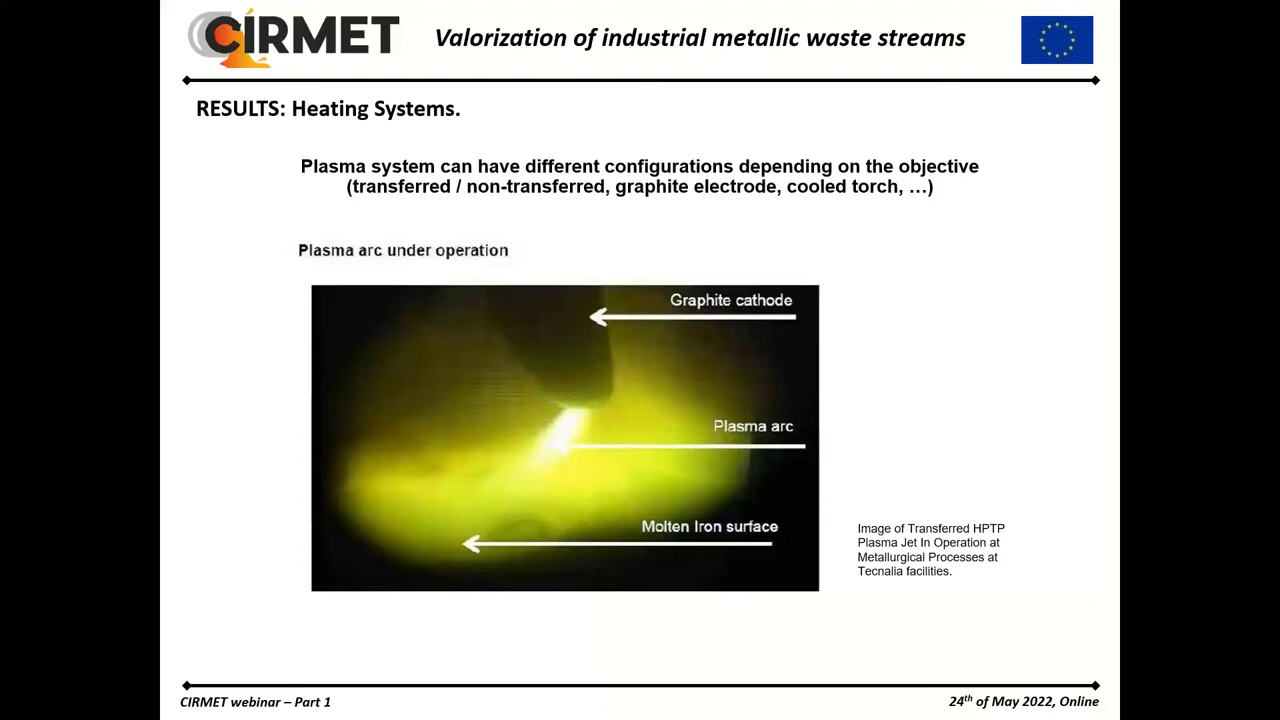 CIRMET
Valorization of industrial metallic waste streams
RESULTS: Heating Systems.
Plasma system can have different configurations depending on the objective
(transferred / non-transferred, graphite electrode, cooled torch, …)
Plasma arc under operation
Graphite cathode
Plasma arc
Molten Iron surface
Image of Transferred HPTP
Plasma Jet In Operation at
Metallurgical Processes at
Tecnalia facilities.
CIRMET webinar – Part 1
24th of May 2022, Online